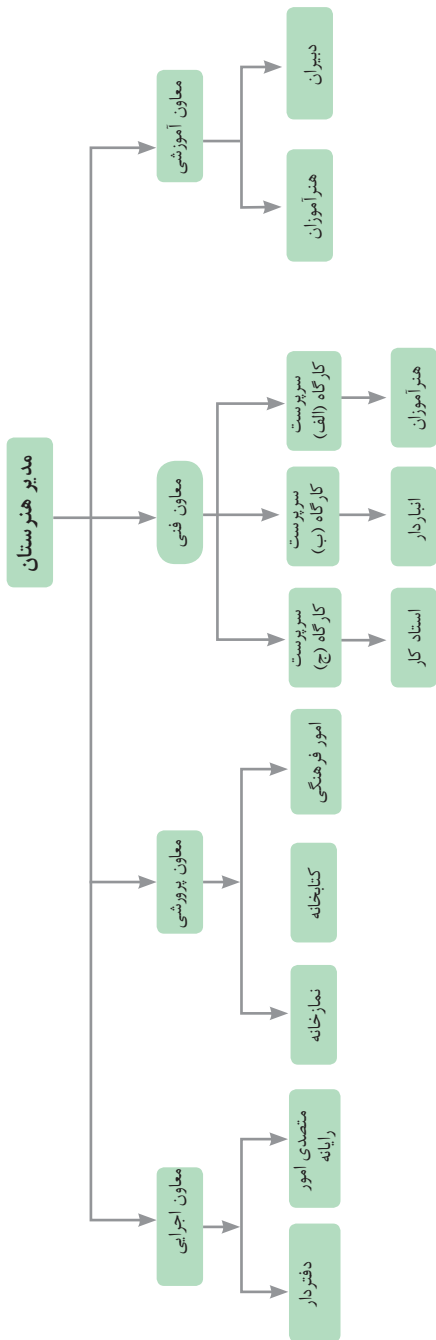 مدیر هنرستان
معاون آموزشی
معاون فنی
معاون پرورشی
معاون اجرایی
دبیران
هنرآموزان
سرپرست
کارگاه (الف)
سرپرست
کارگاه (ب)
سرپرست
کارگاه (ج)
امور فرهنگی
کتابخانه
نمازخانه
متصدی امور
رایانه
دفتردار
هنرآموزان
انباردار
استاد کار